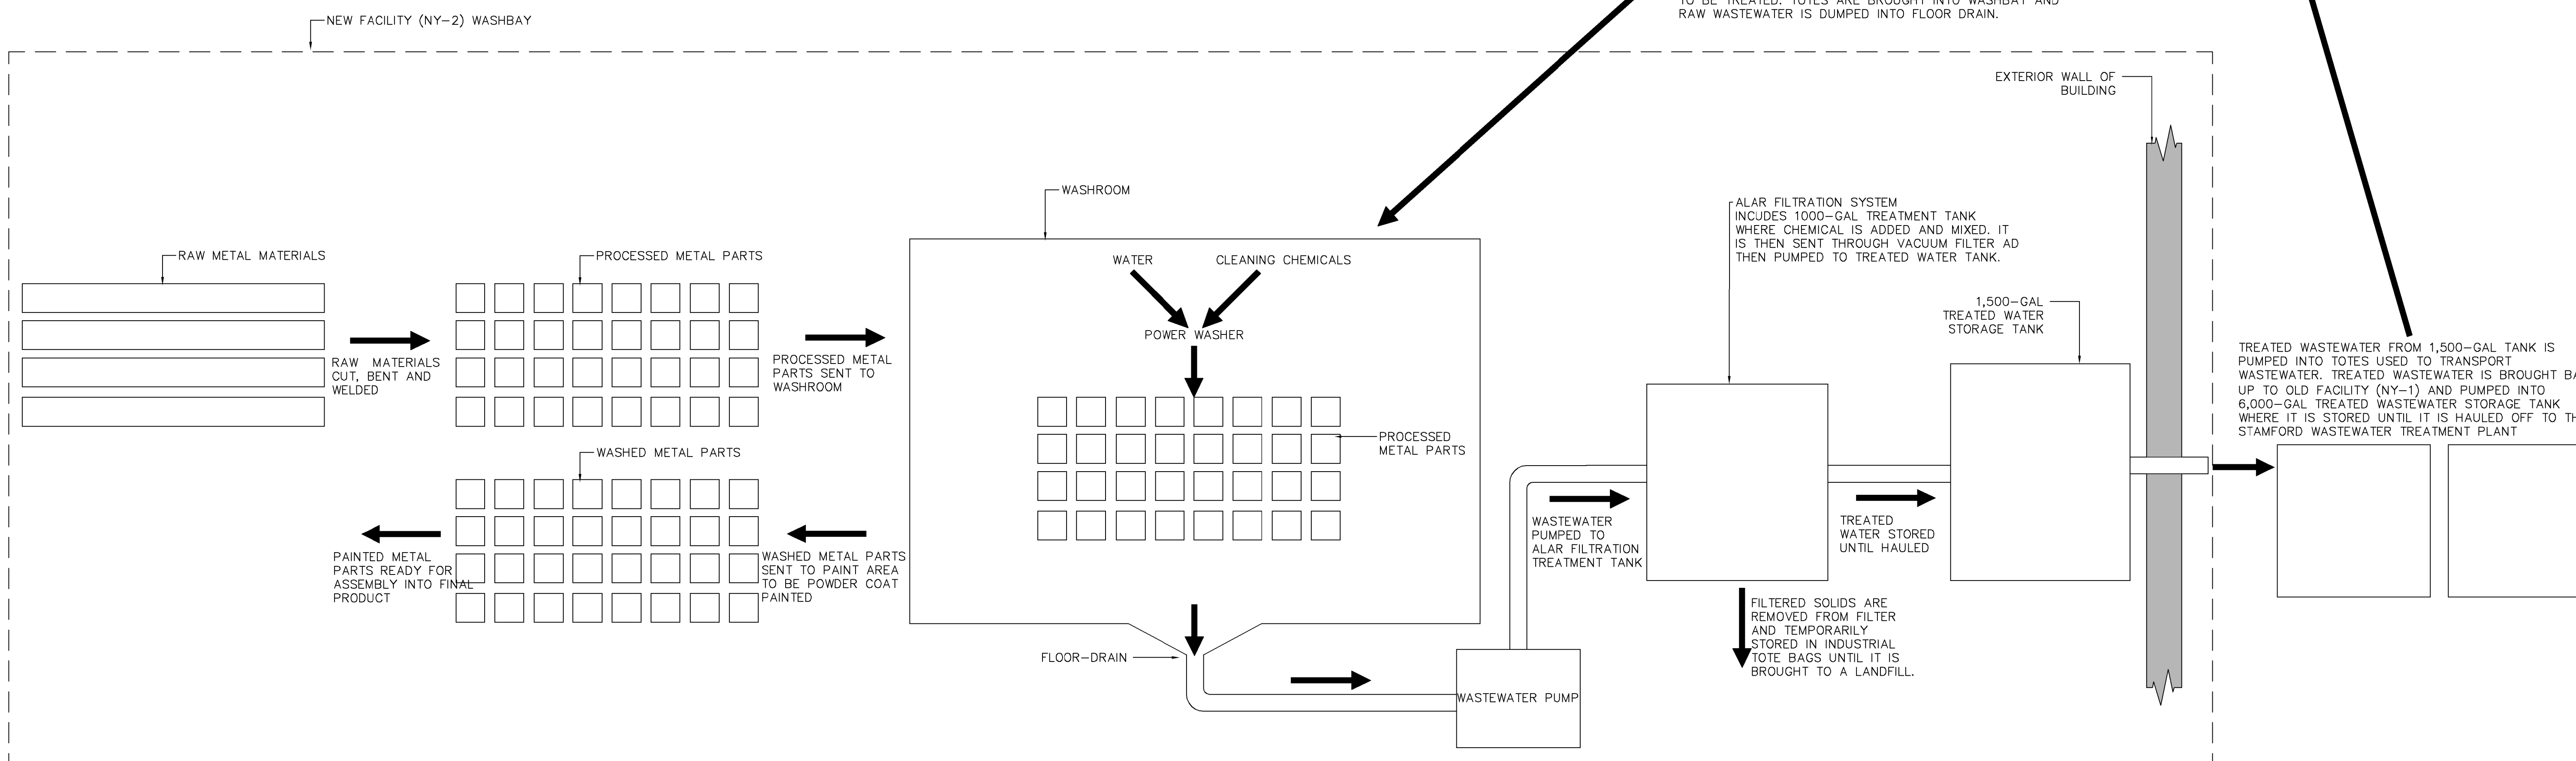 TO BE TREATED. TOTES ARE BROUGHT INTO WASHBAY AND
RAW WASTEWATER IS DUMPED INTO FLOOR DRAIN.
NEW FACILITY (NY-2) WASHBAY
EXTERIOR WALL OF
BUILDING
WASHROOM
RAW METAL MATERIALS
PROCESSED METAL PARTS
WATER
CLEANING CHEMICALS
POWER WASHER
ALAR FILTRATION SYSTEM
INCLUDES 1000-GAL TREATMENT TANK
WHERE CHEMICAL IS ADDED AND MIXED. IT
IS THEN SENT THROUGH VACUUM FILTER AD
THEN PUMPED TO TREATED WATER TANK.
1,500-GAL
TREATED WATER
STORAGE TANK
RAW MATERIALS
CUT, BENT AND
WELDED
PROCESSED METAL
PARTS SENT TO
WASHROOM
TREATED WASTEWATER FROM 1,500-GAL TANK IS
PUMPED INTO TOTES USED TO TRANSPORT
WASTEWATER. TREATED WASTEWATER IS BROUGHT
UP TO OLD FACILITY (NY-1) AND PUMPED INTO
6,000-GAL TREATED WASTEWATER STORAGE TANK
WHERE IT IS STORED UNTIL IT IS HAULED OFF TO
STAMFORD WASTEWATER TREATMENT PLANT
PROCESSED
METAL PARTS
WASHED METAL PARTS
PAINTED METAL
PARTS READY FOR
ASSEMBLY INTO FINAL
PRODUCT
WASHED METAL PARTS
SENT TO PAINT AREA
TO BE POWDER COAT
PAINTED
WASTEWATER
PUMPED TO
ALAR FILTRATION
TREATMENT TANK
TREATED
WATER STORED
UNTIL HAULED
FILTERED SOLIDS ARE
REMOVED FROM FILTER
AND TEMPORARILY
STORED IN INDUSTRIAL
TOTE BAGS UNTIL IT IS
BROUGHT TO A LANDFILL.
FLOOR-DRAIN
WASTEWATER PUMP